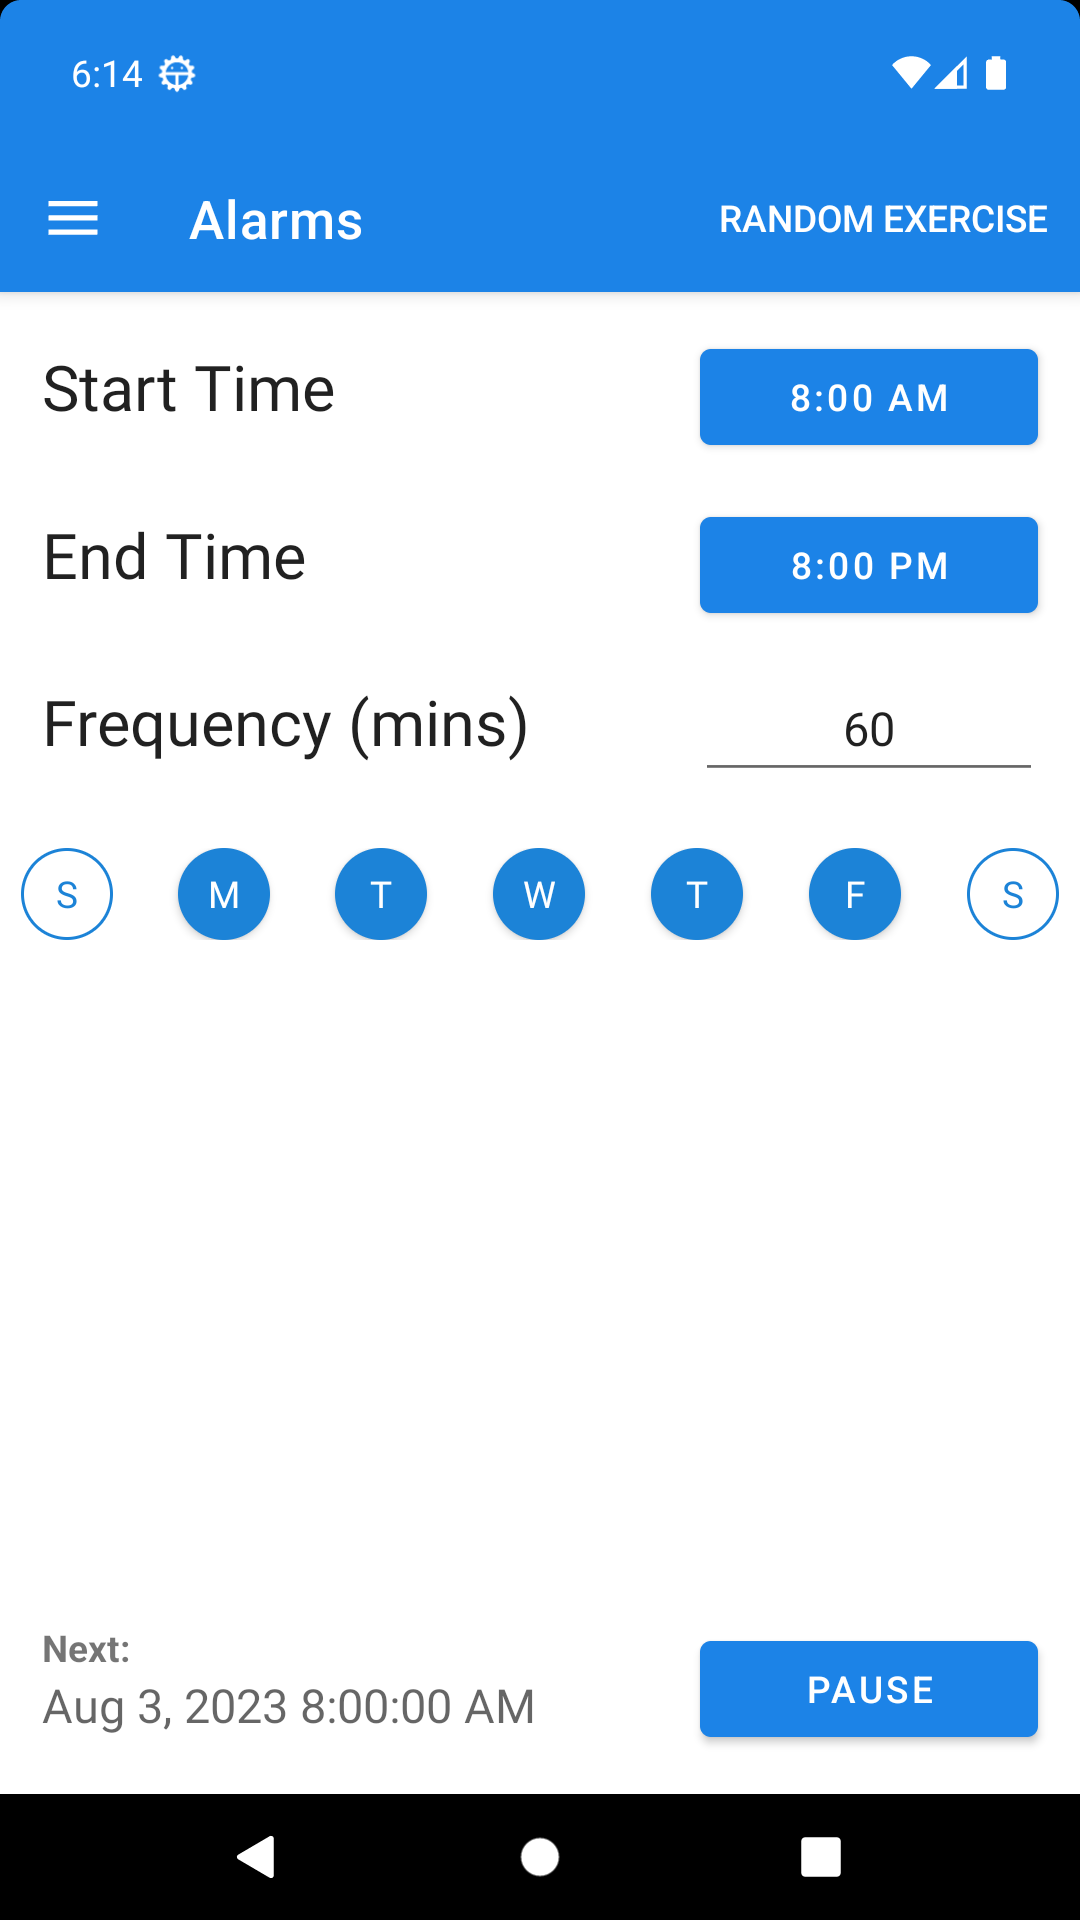 6:14
Alarms RANDOM EXERCISE
Start Time 8:00 AM
End Time 8:00 PM
Frequency (mins) 60
S M T W T F S
Next:
Aug 3, 2023 8:00:00 AM PAUSE